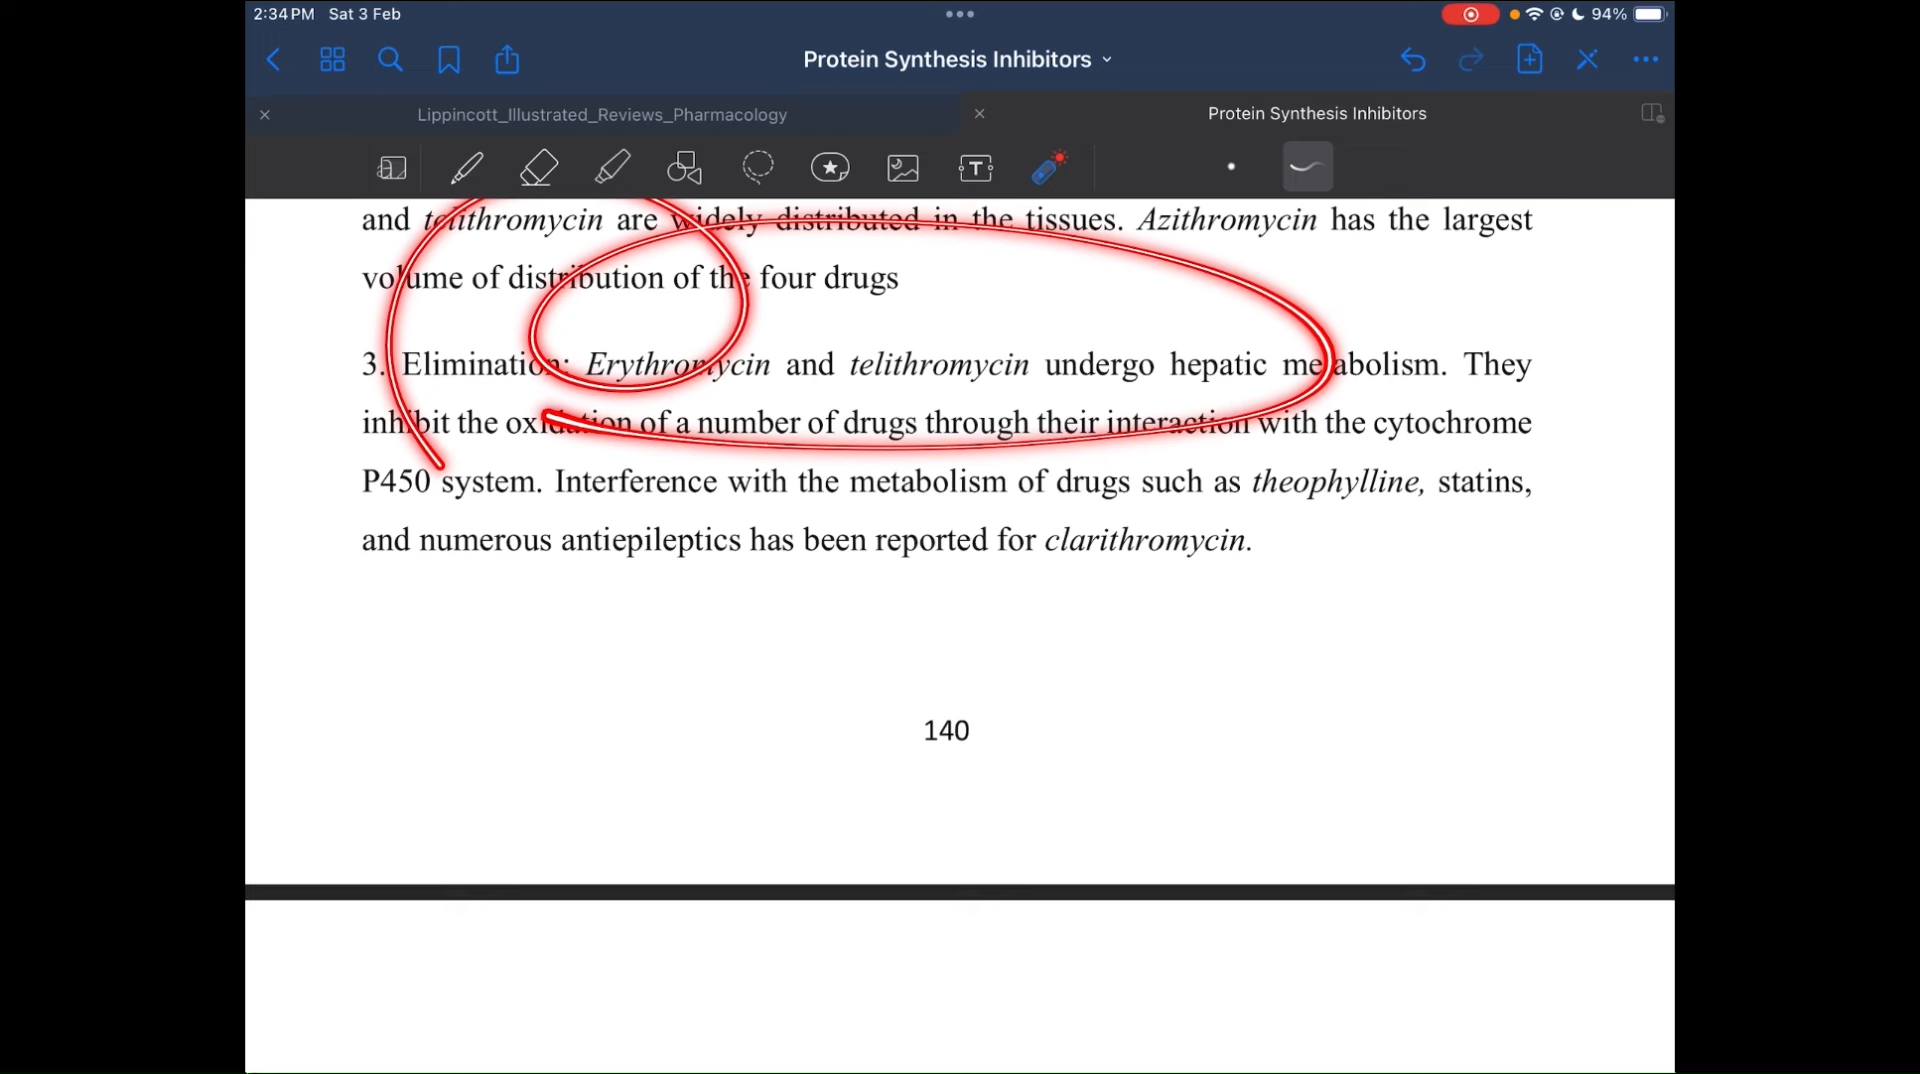 2:34 PM Sat 3 Feb 94%
Protein Synthesis Inhibitors
Lippincott_Illustrated_Reviews_Pharmacology Protein Synthesis Inhibitors
T
and telithromycin are widely distributed in the tissues. Azithromycin has the largest
volume of distribution of the four drugs
3. Elimination: Erythromycin and telithromycin undergo hepatic metabolism. They
inhibit the oxidation of a number of drugs through their interaction with the cytochrome
P450 system. Interference with the metabolism of drugs such as theophylline, statins,
and numerous antiepileptics has been reported for clarithromycin.
140